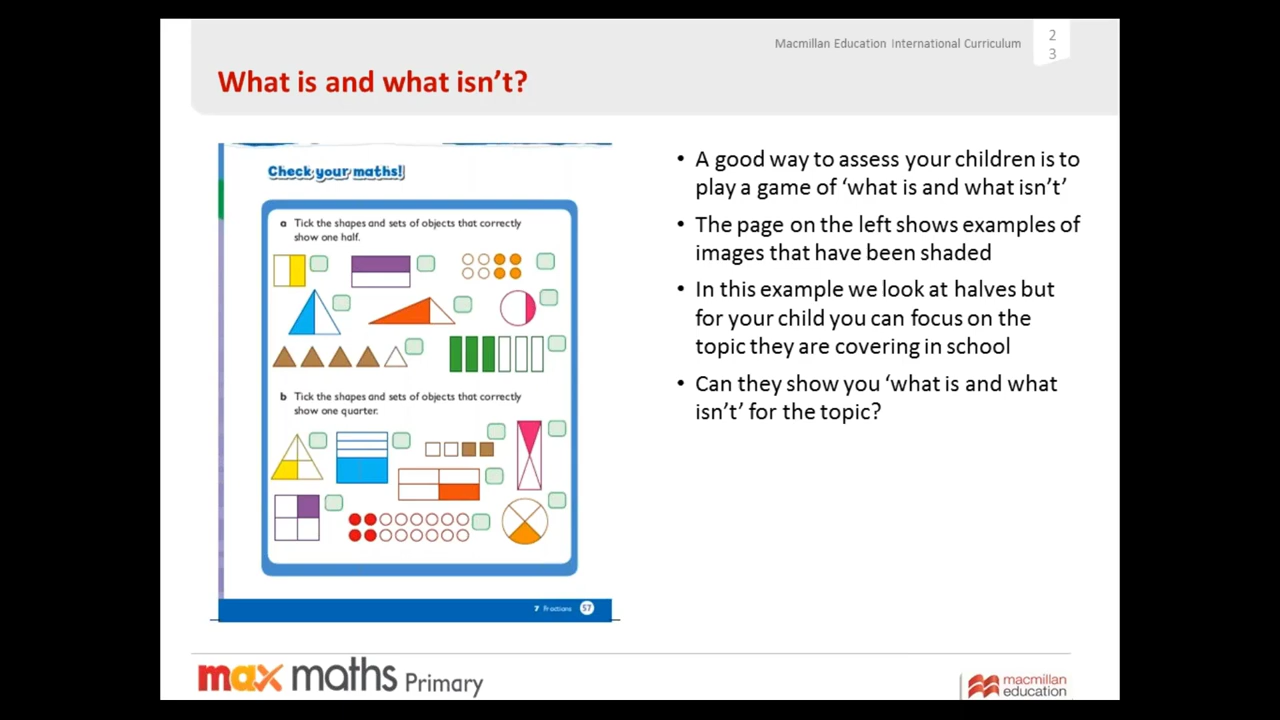 Macmillan Education International Curriculum
2
3
What is and what isn't?
Check your maths!
a Tick the shapes and sets of objects that correctly
show one half.
b Tick the shapes and sets of objects that correctly
show one quarter.
7 Fractions 57
• A good way to assess your children is to
play a game of 'what is and what isn't'
• The page on the left shows examples of
images that have been shaded
• In this example we look at halves but
for your child you can focus on the
topic they are covering in school
• Can they show you 'what is and what
isn't' for the topic?
max maths Primary
macmillan
education